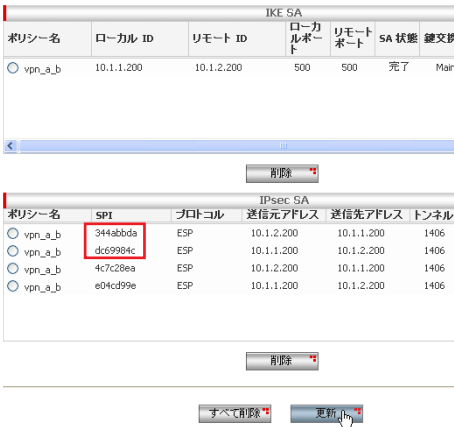 IKE SA
ポリシー名 ローカル ID リモート ID ローカルポート リモートポート SA 状態 鍵交換
vpn_a_b 10.1.1.200 10.1.2.200 500 500 完了 Main
削除
IPsec SA
ポリシー名 SPI プロトコル 送信元アドレス 送信先アドレス トンネル
vpn_a_b 344abbda ESP 10.1.2.200 10.1.1.200 1406
vpn_a_b dc69984c ESP 10.1.1.200 10.1.2.200 1406
vpn_a_b 4c7c28ea ESP 10.1.2.200 10.1.1.200 1406
vpn_a_b e04cd99e ESP 10.1.1.200 10.1.2.200 1406
削除
すべて削除 更新